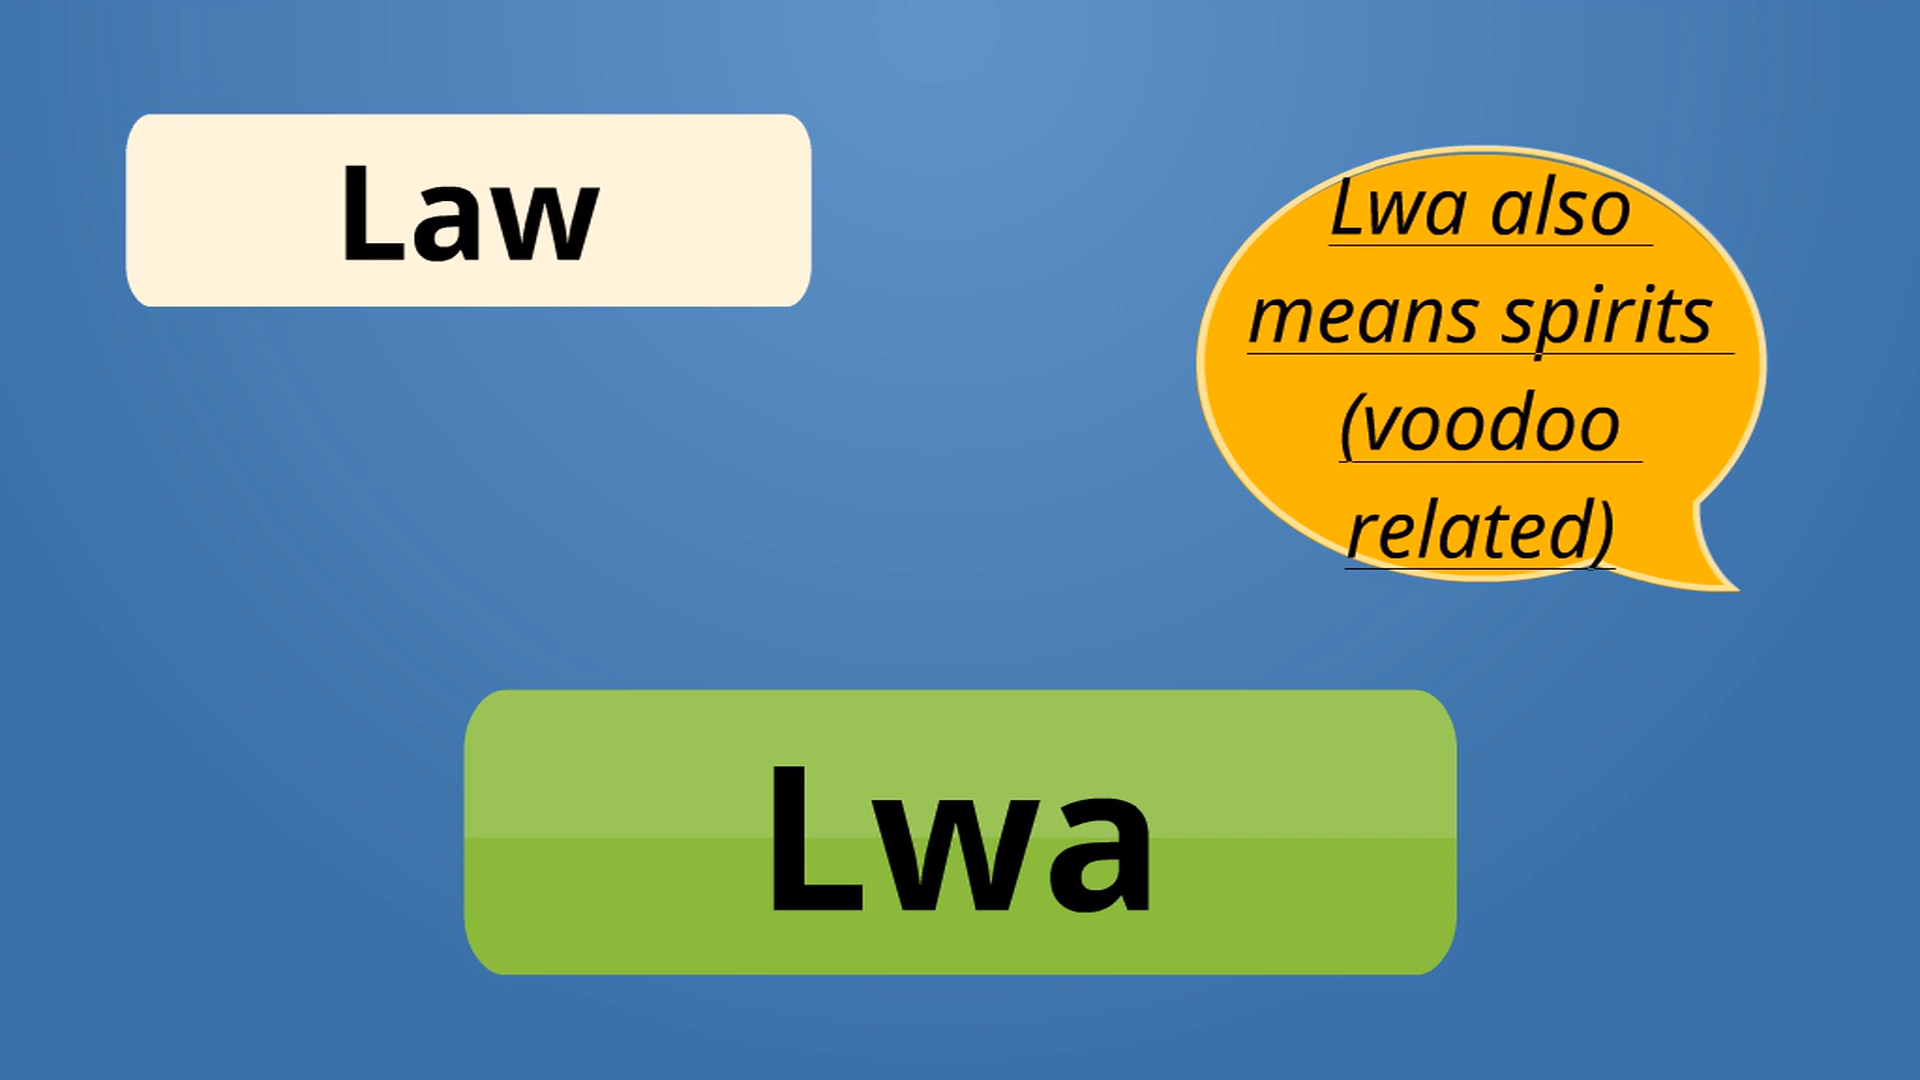 Law
Lwa also
means spirits
(voodoo
related)
Lwa